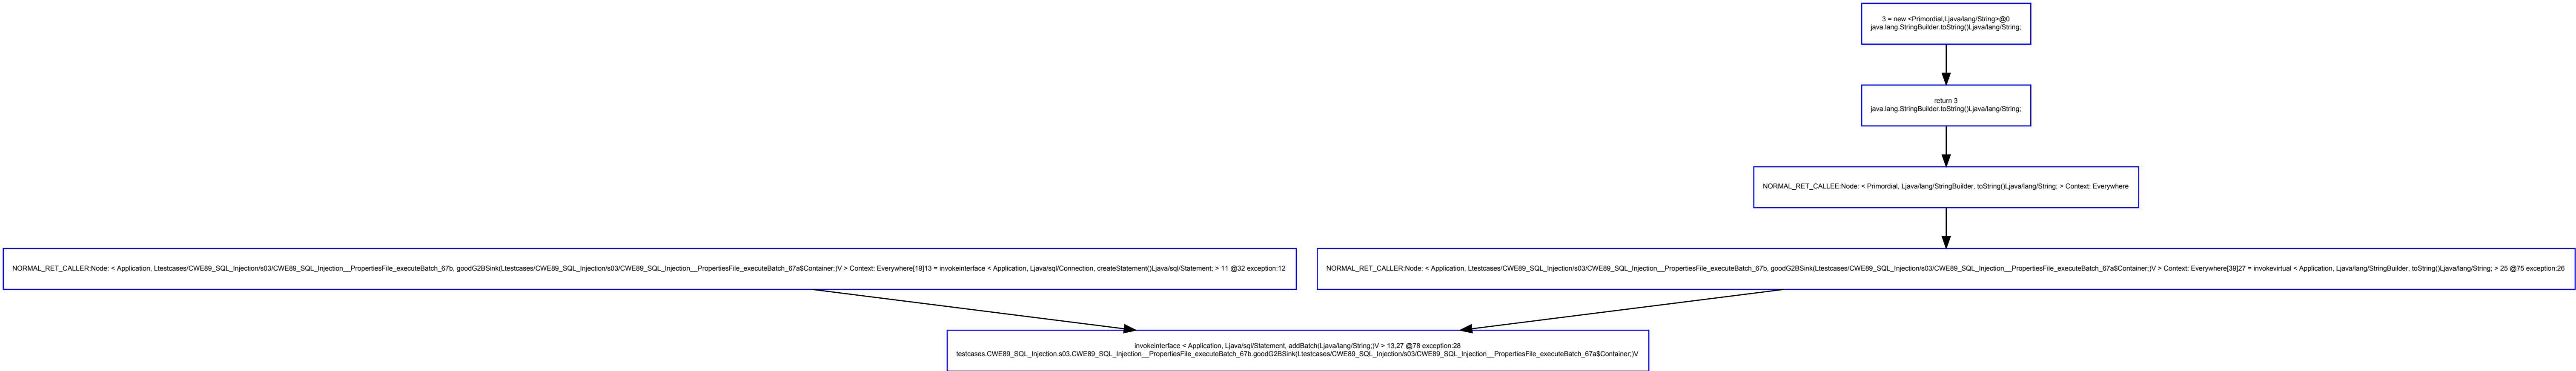 3 = new <Primordial,Ljava/lang/String>@0
java.lang.StringBuilder.toString()Ljava/lang/String;
return 3
java.lang.StringBuilder.toString()Ljava/lang/String;
NORMAL_RET_CALLEE:Node: < Primordial, Ljava/lang/StringBuilder, toString()Ljava/lang/String; > Context: Everywhere
NORMAL_RET_CALLER:Node: < Application, Ltestcases/CWE89_SQL_Injection/s03/CWE89_SQL_Injection__PropertiesFile_executeBatch_67b, goodG2BSink(Ltestcases/CWE89_SQL_Injection/s03/CWE89_SQL_Injection__PropertiesFile_executeBatch_67a$Container;)V > Context: Everywhere[19]13 = invokeinterface < Application, Ljava/sql/Connection, createStatement()Ljava/sql/Statement; > 11 @32 exception:12
NORMAL_RET_CALLER:Node: < Application, Ltestcases/CWE89_SQL_Injection/s03/CWE89_SQL_Injection__PropertiesFile_executeBatch_67b, goodG2BSink(Ltestcases/CWE89_SQL_Injection/s03/CWE89_SQL_Injection__PropertiesFile_executeBatch_67a$Container;)V > Context: Everywhere[39]27 = invokevirtual < Application, Ljava/lang/StringBuilder, toString()Ljava/lang/String; > 25 @75 exception:26
invokeinterface < Application, Ljava/sql/Statement, addBatch(Ljava/lang/String;)V > 13,27 @78 exception:28
testcases.CWE89_SQL_Injection.s03.CWE89_SQL_Injection__PropertiesFile_executeBatch_67b.goodG2BSink(Ltestcases/CWE89_SQL_Injection/s03/CWE89_SQL_Injection__PropertiesFile_executeBatch_67a$Container;)V